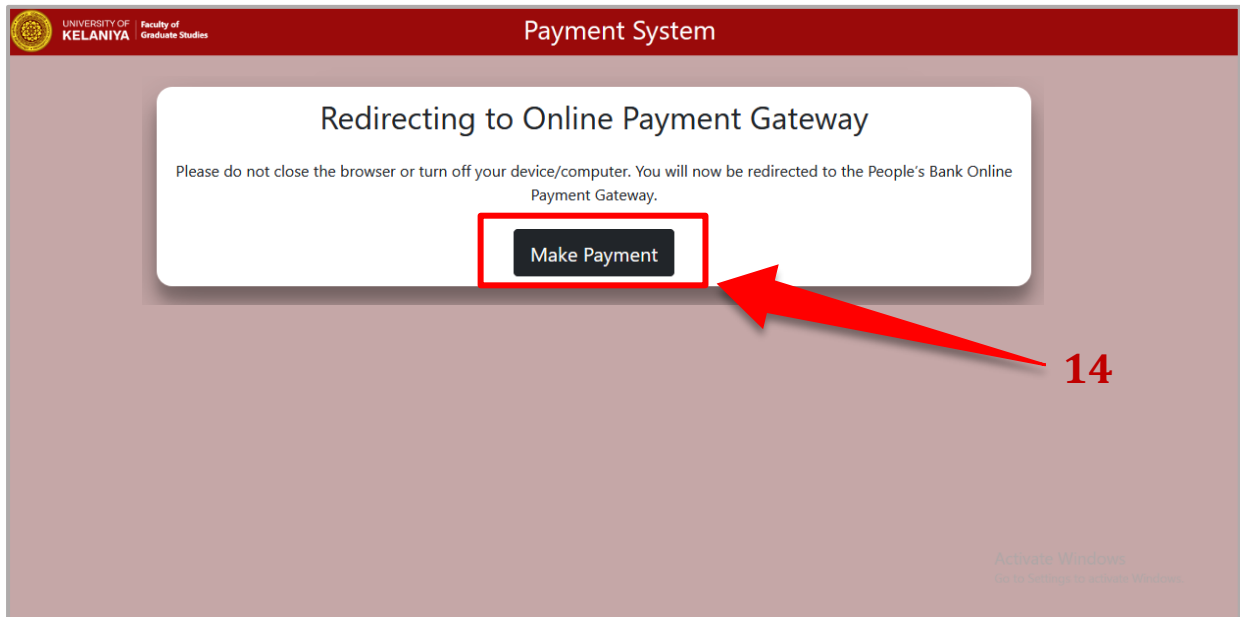 UNIVERSITY OF
KELANIYA
Faculty of
Graduate Studies
Payment System
Redirecting to Online Payment Gateway
Please do not close the browser or turn off your device/computer. You will now be redirected to the People's Bank Online
Payment Gateway.
Make Payment
14
Activate Windows
Go to Settings to activate Windows.